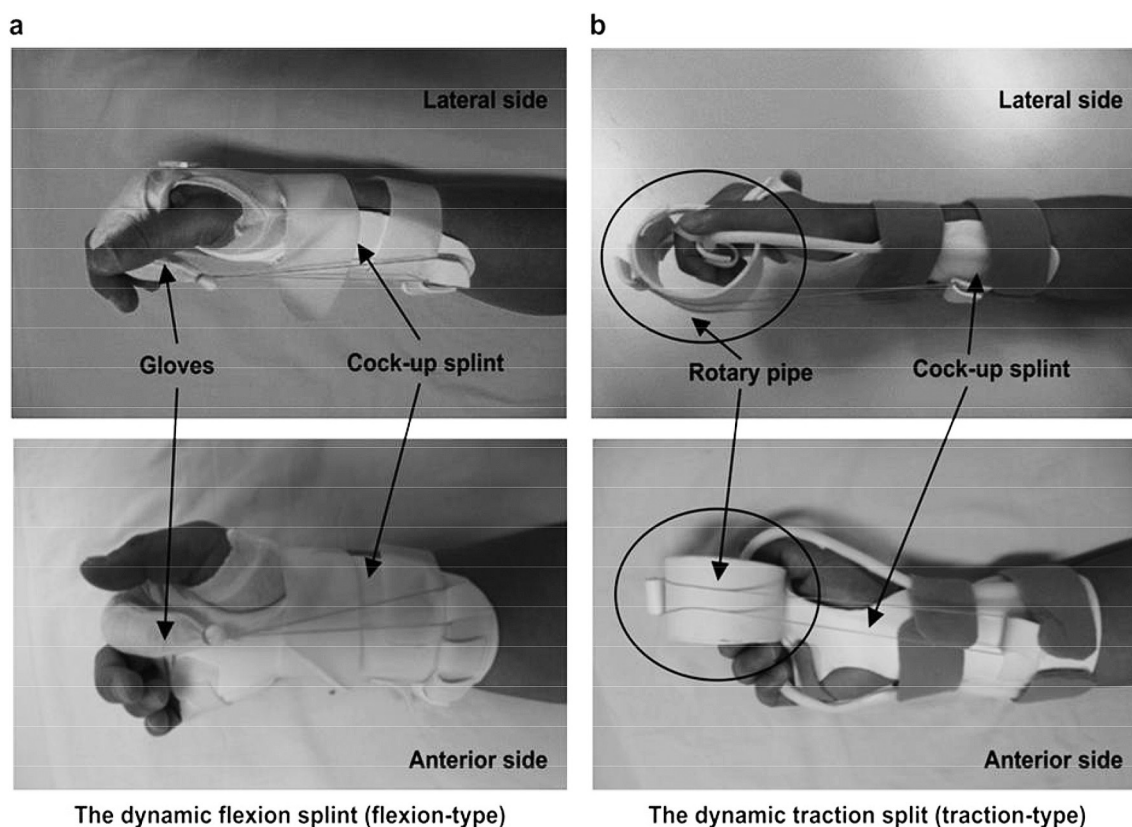 a
b
Lateral side
Lateral side
Gloves
Cock-up splint
Rotary pipe
Cock-up splint
Anterior side
Anterior side
The dynamic flexion splint (flexion-type)
The dynamic traction split (traction-type)